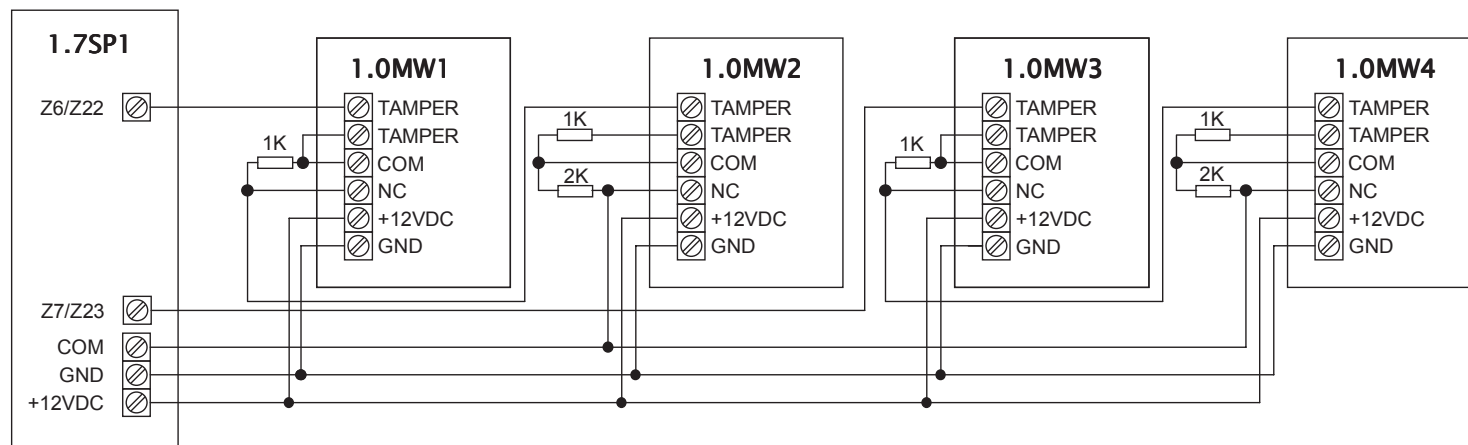 1.7SP1
Z6/Z22
Z7/Z23
COM
GND
+12VDC
1.0MW1
TAMPER
TAMPER
COM
NC
+12VDC
GND
1K
1.0MW2
TAMPER
TAMPER
COM
NC
+12VDC
GND
1K
2K
1.0MW3
TAMPER
TAMPER
COM
NC
+12VDC
GND
1K
1.0MW4
TAMPER
TAMPER
COM
NC
+12VDC
GND
1K
2K